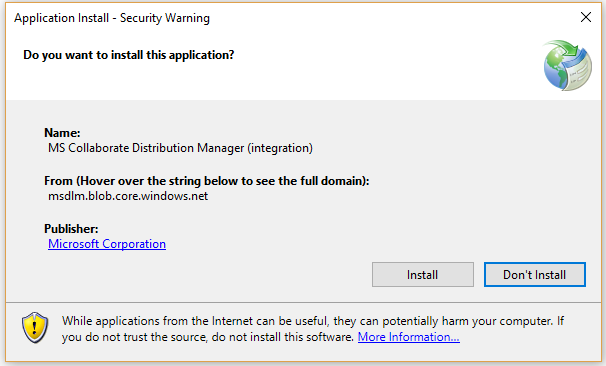 Application Install - Security Warning
Do you want to install this application?
Name:
MS Collaborate Distribution Manager (integration)
From (Hover over the string below to see the full domain):
msdlm.blob.core.windows.net
Publisher:
Microsoft Corporation
Install
Don't Install
While applications from the Internet can be useful, they can potentially harm your computer. If
you do not trust the source, do not install this software. More Information...